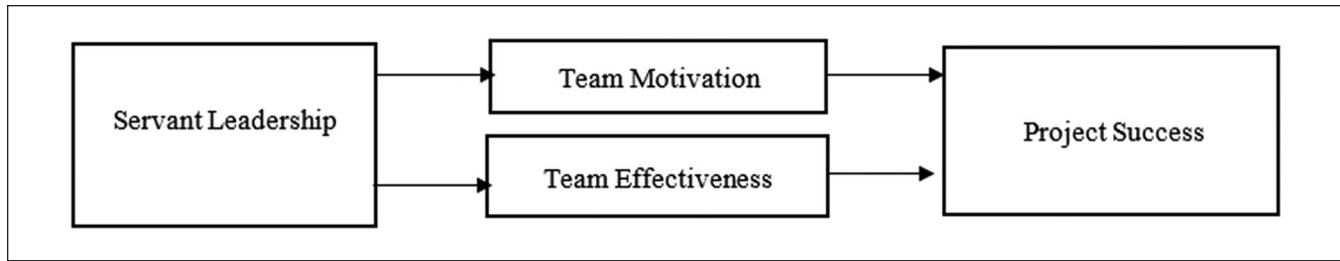 Servant Leadership
Team Motivation
Team Effectiveness
Project Success